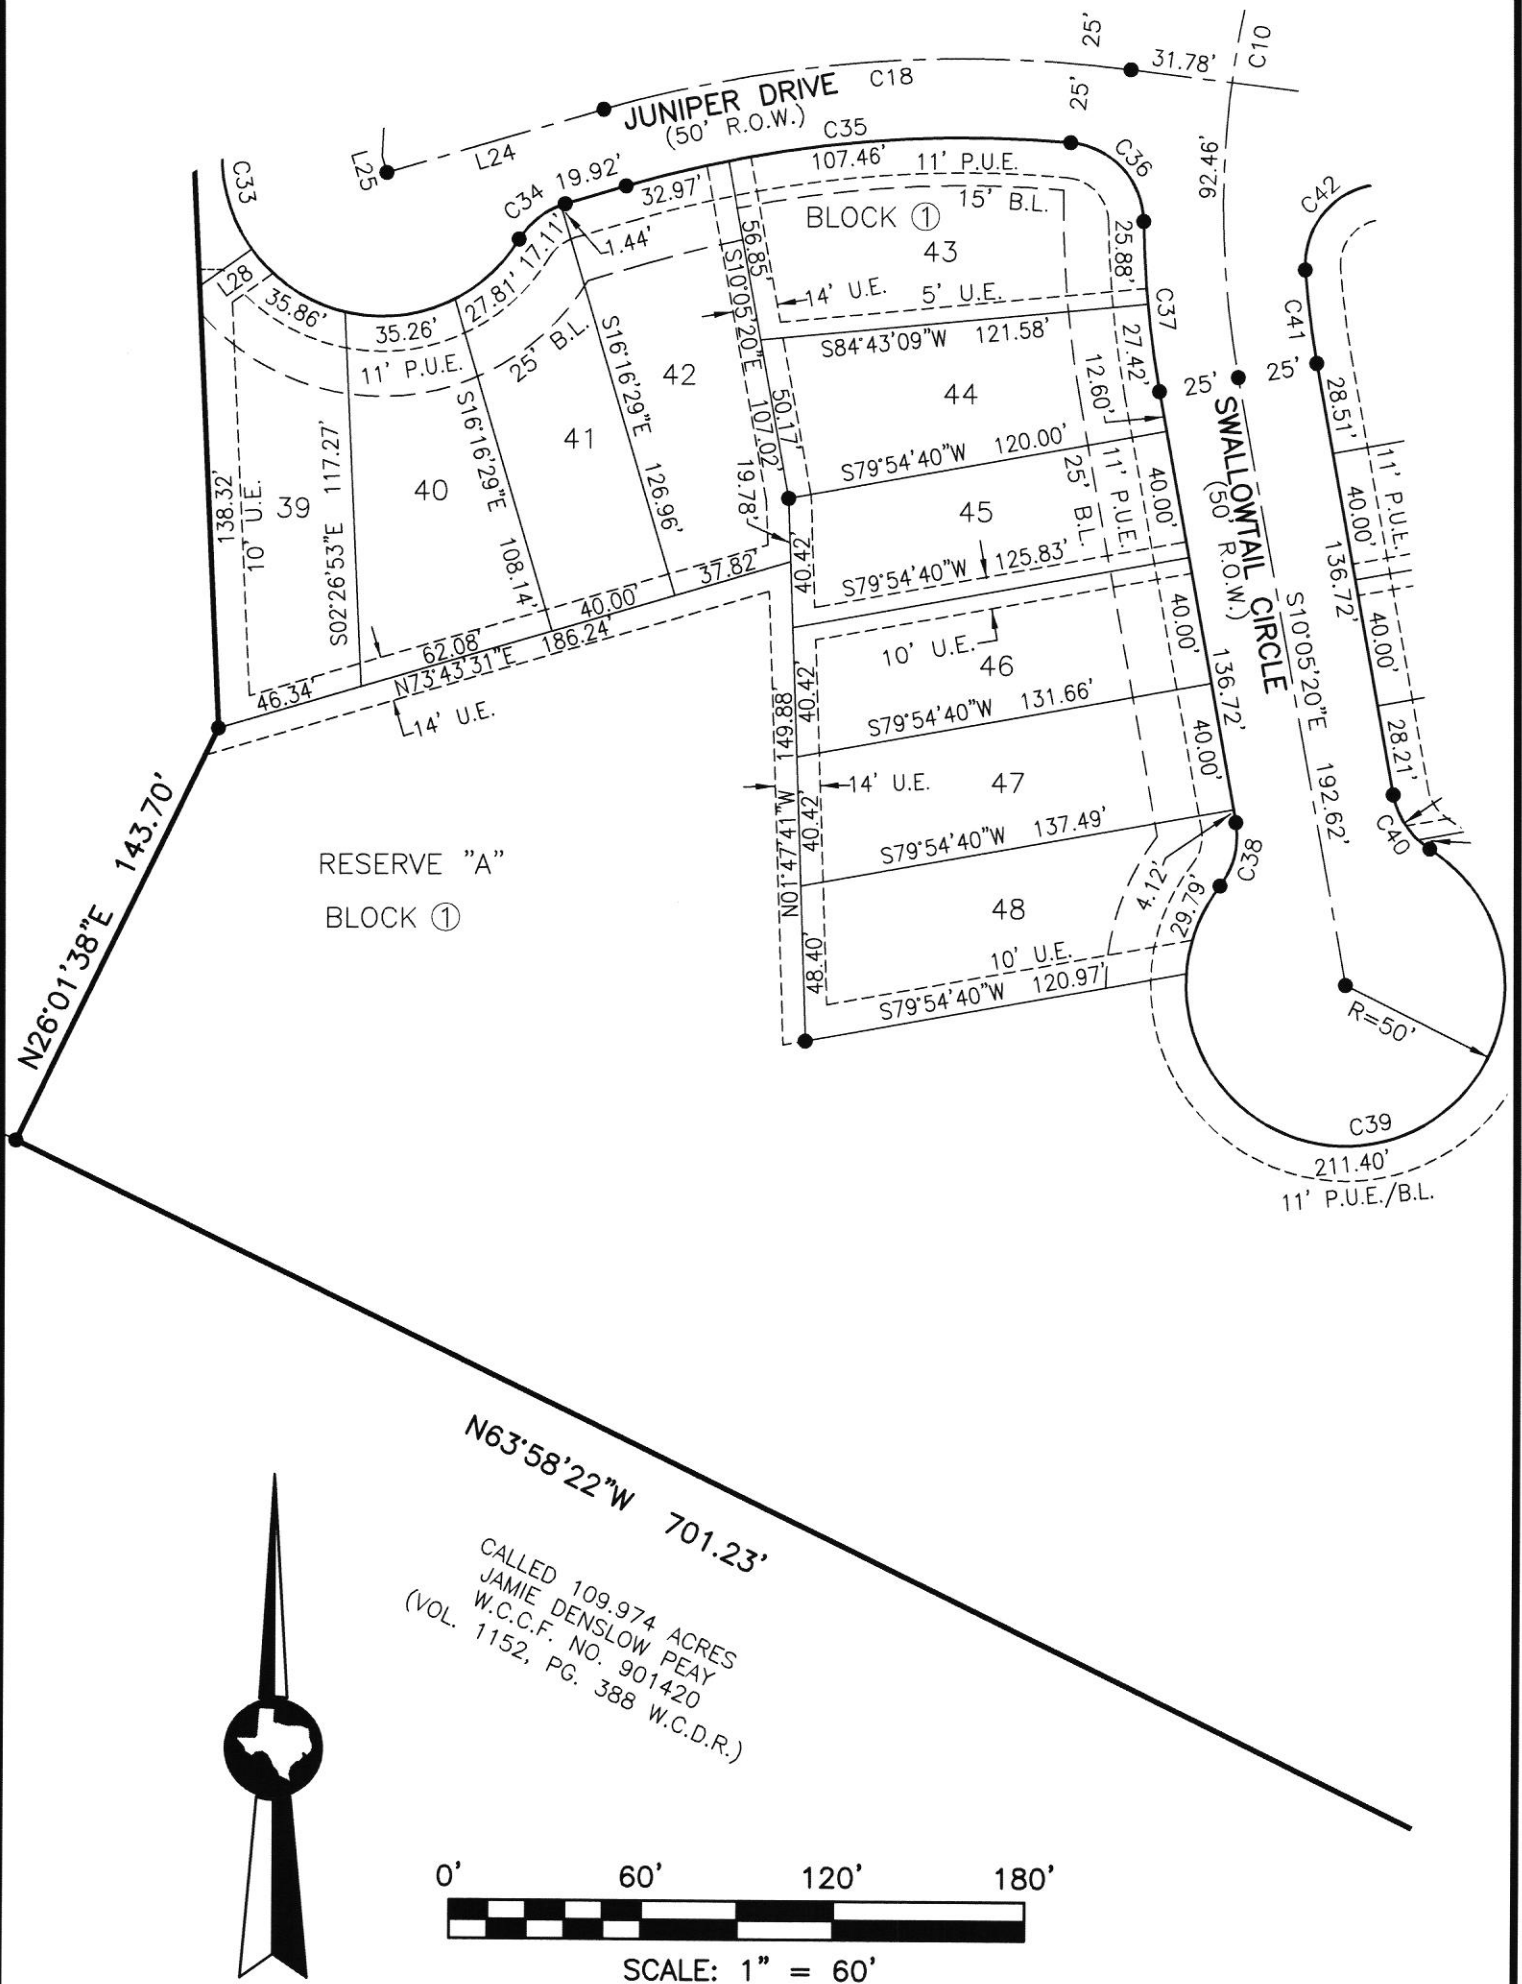 25'
31.78'
C10
C18
JUNIPER DRIVE
(50' R.O.W.)
25'
L24
L25
C35
107.46'
11' P.U.E.
C36
92.46'
C42
C33
C34
19.92'
32.97'
17.11'
1.44'
15' B.L.
BLOCK 1
43
56.85'
25.88'
14' U.E.
5' U.E.
L28
35.86'
35.26'
27.81'
11' P.U.E.
25' B.L.
S10°05'20"E 107.02'
S84°43'09"W 121.58'
C37
27.42'
C41
S16°16'29"E 126.96'
42
50.17'
44
12.60'
25'
25'
28.51'
S16°16'29"E 108.14'
41
S79°54'40"W 120.00'
SWALLOWTAIL CIRCLE
(50' R.O.W.)
11' P.U.E.
138.32'
10' U.E.
39
S02°26'53"E 117.27'
40
19.78'
45
25' B.L.
11' P.U.E.
40.00'
40.00'
136.72'
40.42'
S79°54'40"W 125.83'
37.82'
40.00'
62.08'
186.24'
N73°43'31"E
46.34'
14' U.E.
10' U.E.
46
40.00'
40.00'
S10°05'20"E 192.62'
40.42'
S79°54'40"W 131.66'
136.72'
28.21'
N01°47'41"W 149.88'
14' U.E.
47
40.00'
40.42'
S79°54'40"W 137.49'
C40
C38
4.12'
29.79'
143.70'
N26°01'38"E
RESERVE "A"
BLOCK 1
48
10' U.E.
48.40'
S79°54'40"W 120.97'
R=50'
C39
211.40'
11' P.U.E./B.L.
N63°58'22"W 701.23'
CALLED 109.974 ACRES
JAMIE DENSLOW PEAY
W.C.C.F. NO. 901420
(VOL. 1152, PG. 388 W.C.D.R.)
0' 60' 120' 180'
SCALE: 1" = 60'